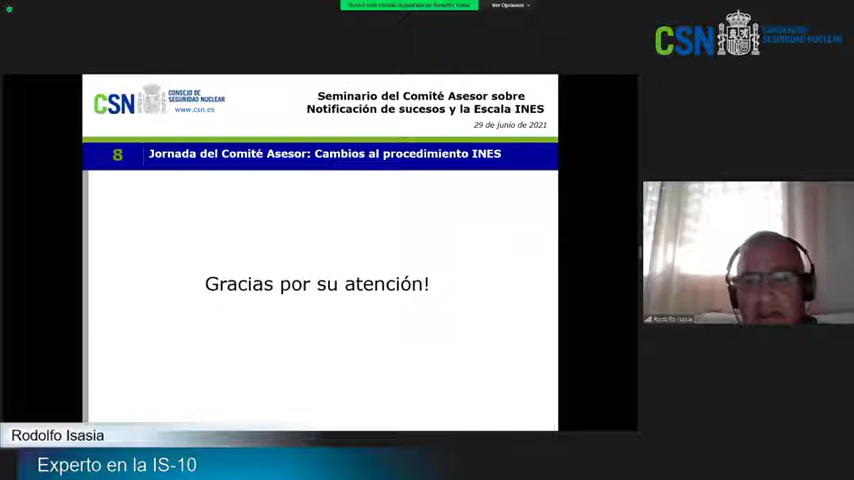 Ver Opciones
CSN
CONSEJO DE
SEGURIDAD NUCLEAR
CSN
CONSEJO DE
SEGURIDAD NUCLEAR
www.csn.es
Seminario del Comité Asesor sobre
Notificación de sucesos y la Escala INES
29 de junio de 2021
8 Jornada del Comité Asesor: Cambios al procedimiento INES
Gracias por su atención!
Rodolfo Isasia
Rodolfo Isasia
Experto en la IS-10